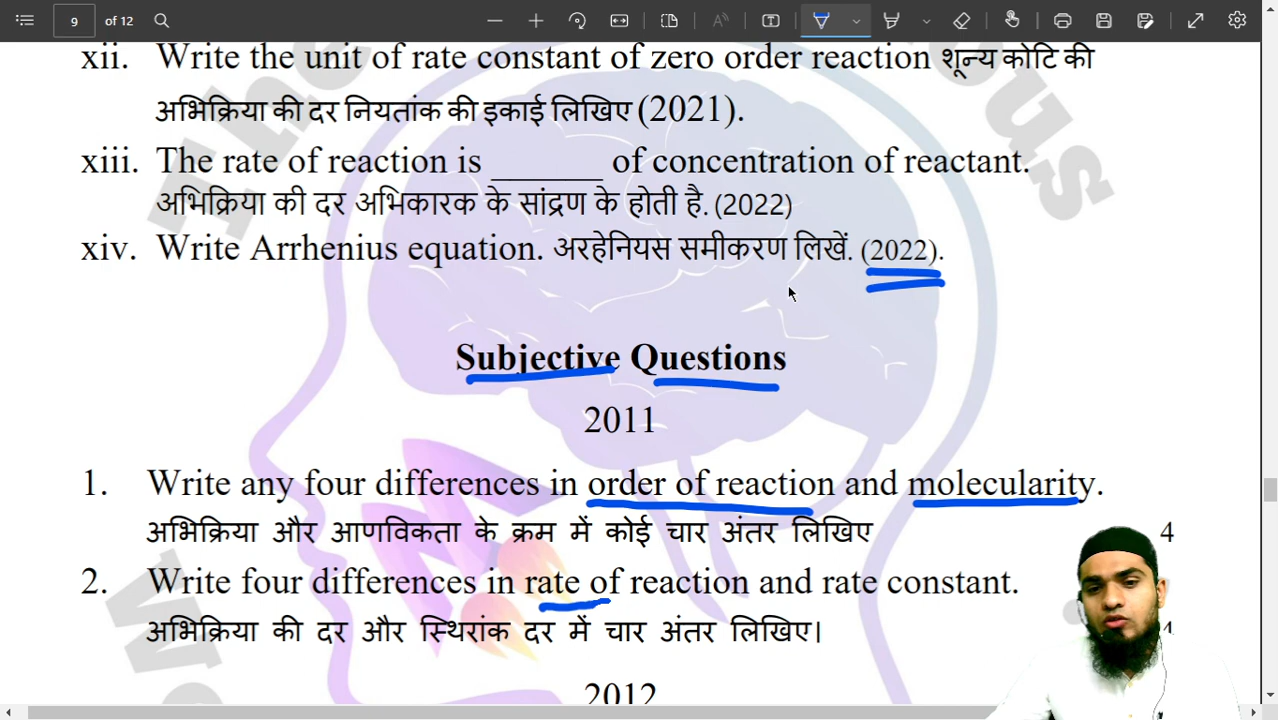 9 of 12
xii. Write the unit of rate constant of zero order reaction शून्य कोटि की
अभिक्रिया की दर नियतांक की इकाई लिखिए (2021).
xiii. The rate of reaction is ______ of concentration of reactant.
अभिक्रिया की दर अभिकारक के सांद्रण के होती है. (2022)
xiv. Write Arrhenius equation. अरहेनियस समीकरण लिखें. (2022).
Subjective Questions
2011
1. Write any four differences in order of reaction and molecularity.
अभिक्रिया और आणविकता के क्रम में कोई चार अंतर लिखिए 4
2. Write four differences in rate of reaction and rate constant.
अभिक्रिया की दर और स्थिरांक दर में चार अंतर लिखिए। 4
2012